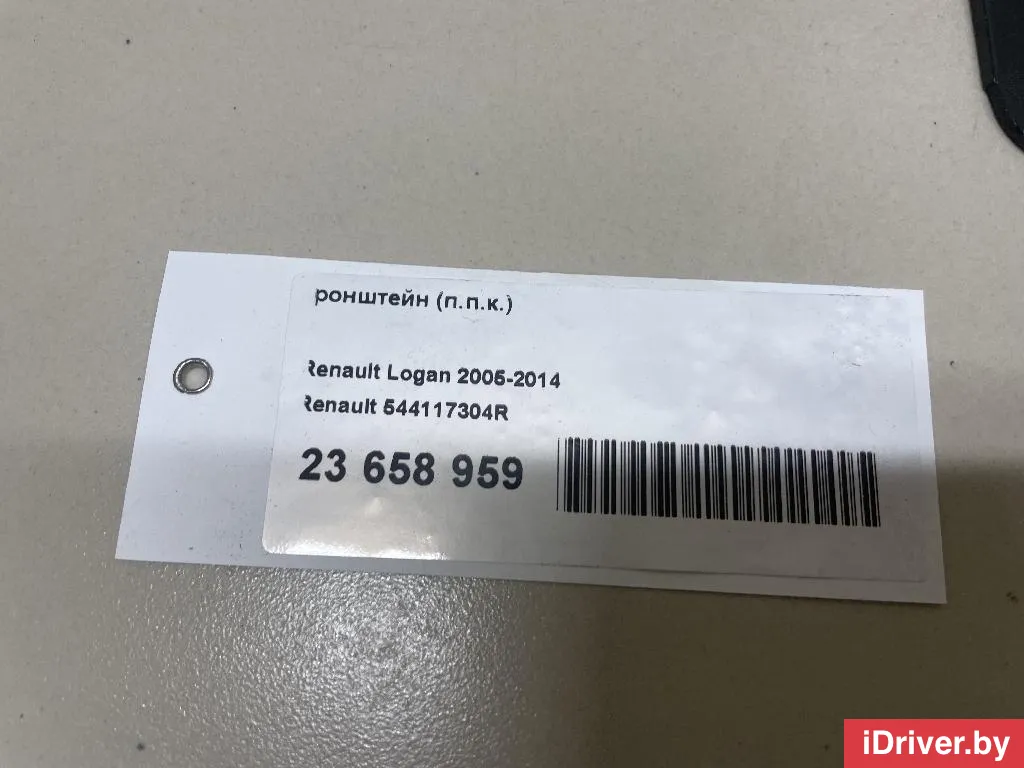 ронштейн (п.п.к.)
Renault Logan 2005-2014
Renault 544117304R
23 658 959
iDriver.by